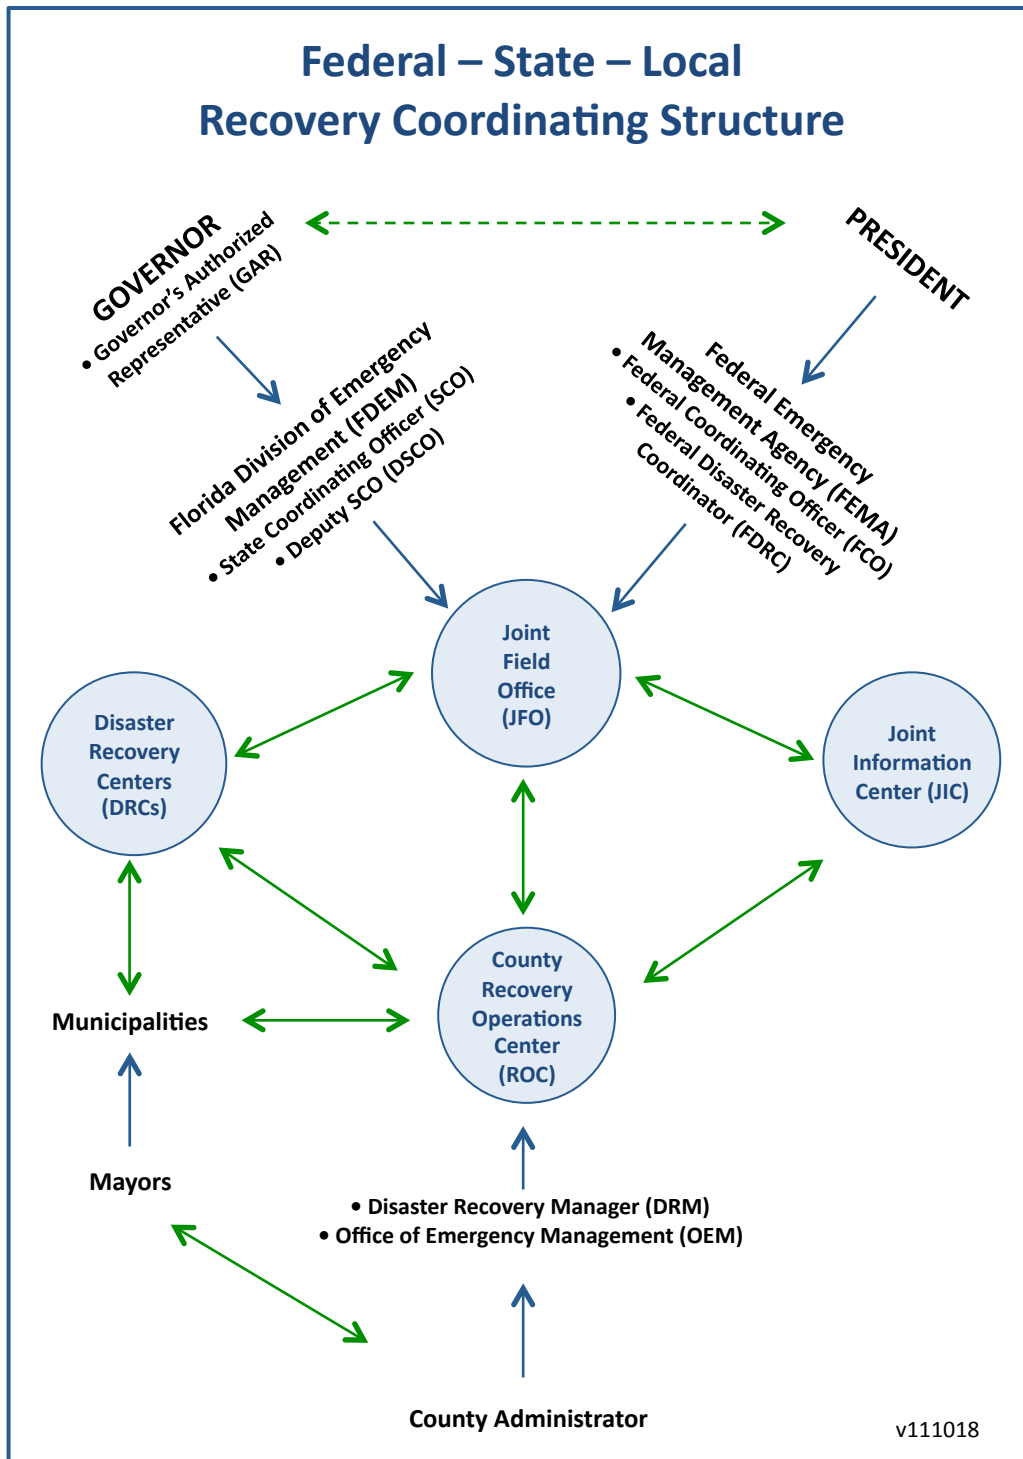 Federal – State – Local
Recovery Coordinating Structure
GOVERNOR
• Governor's Authorized
Representative (GAR)
PRESIDENT
Florida Division of Emergency
Management (FDEM)
• State Coordinating Officer (SCO)
• Deputy SCO (DSCO)
Federal Emergency
Management Agency (FEMA)
• Federal Coordinating Officer (FCO)
• Federal Disaster Recovery
Coordinator (FDRC)
Joint
Field
Office
(JFO)
Disaster
Recovery
Centers
(DRCs)
Joint
Information
Center (JIC)
County
Recovery
Operations
Center
(ROC)
Municipalities
Mayors
• Disaster Recovery Manager (DRM)
• Office of Emergency Management (OEM)
County Administrator
v111018